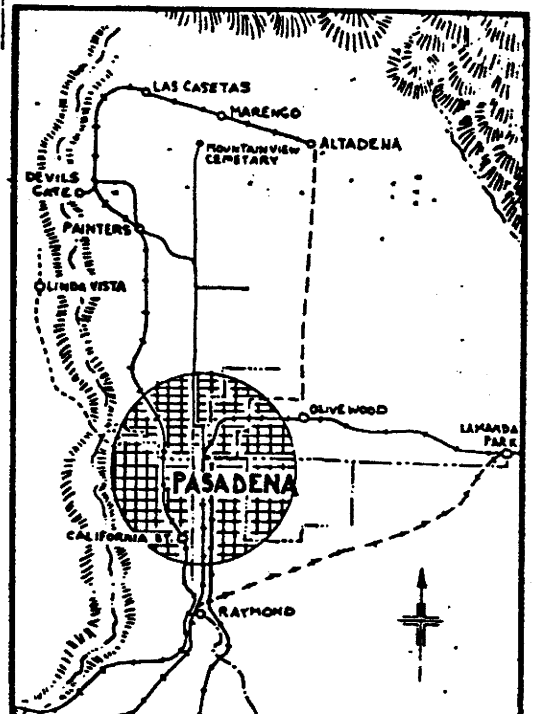 LAS CASETAS
MARENGO
ALTADENA
MOUNTAIN VIEW
CEMETARY
DEVILS
GATE
PAINTERS
LINDA VISTA
OLIVEWOOD
LAMANDA
PARK
PASADENA
CALIFORNIA ST.
RAYMOND